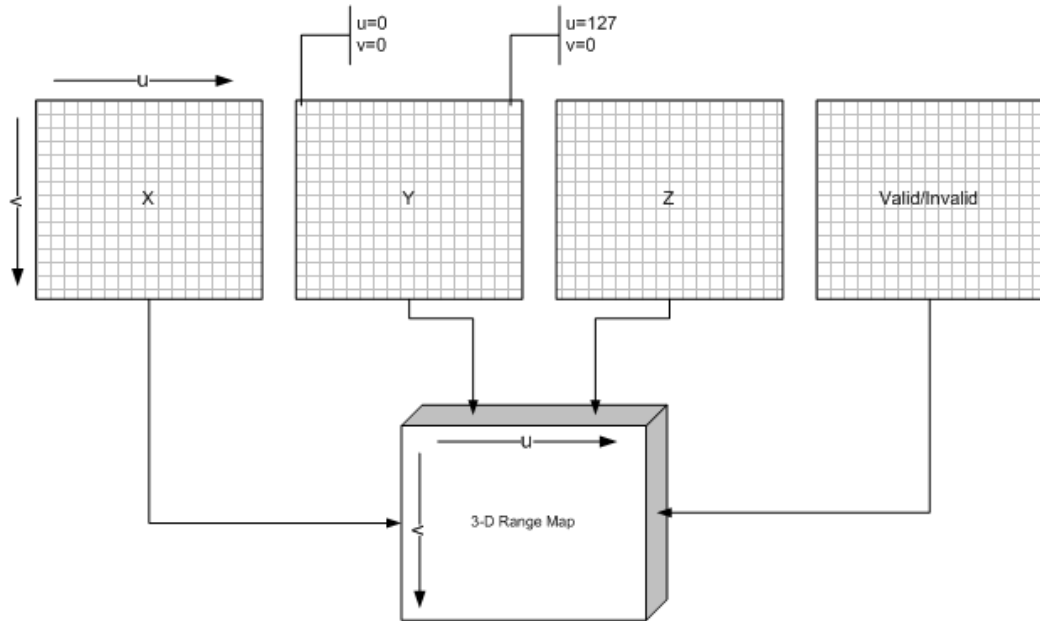 u=0
v=0
u=127
v=0
u
v
X
Y
Z
Valid/Invalid
u
v
3-D Range Map